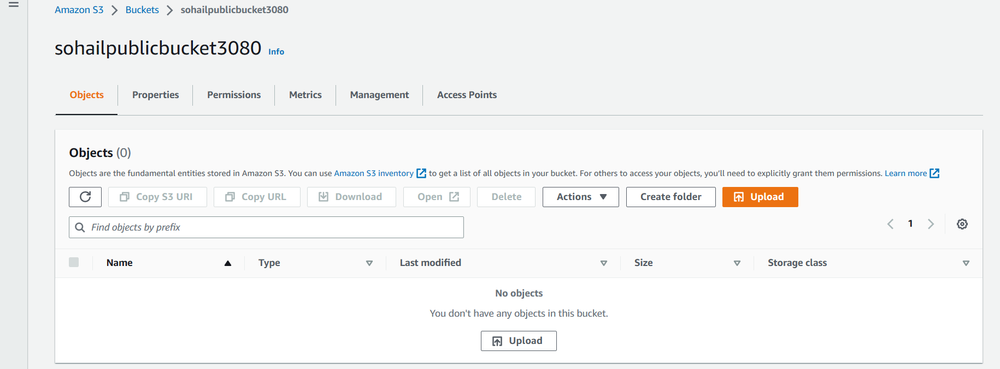 Amazon S3 > Buckets > sohailpublicbucket3080
sohailpublicbucket3080 Info
Objects Properties Permissions Metrics Management Access Points
Objects (0)
Objects are the fundamental entities stored in Amazon S3. You can use Amazon S3 inventory to get a list of all objects in your bucket. For others to access your objects, you’ll need to explicitly grant them permissions. Learn more
Copy S3 URI Copy URL Download Open Delete Actions Create folder Upload
Find objects by prefix 1
Name Type Last modified Size Storage class
No objects
You don't have any objects in this bucket.
Upload